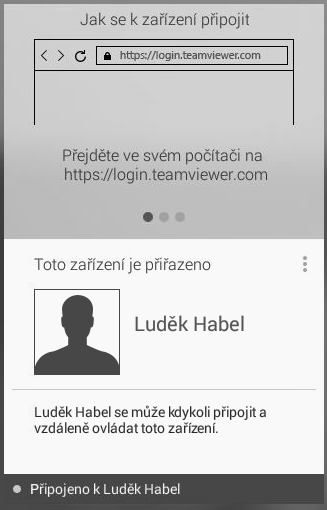 Jak se k zařízení připojit
https://login.teamviewer.com
Přejděte ve svém počítači na
https://login.teamviewer.com
Toto zařízení je přiřazeno
Luděk Habel
Luděk Habel se může kdykoli připojit a
vzdáleně ovládat toto zařízení.
Připojeno k Luděk Habel